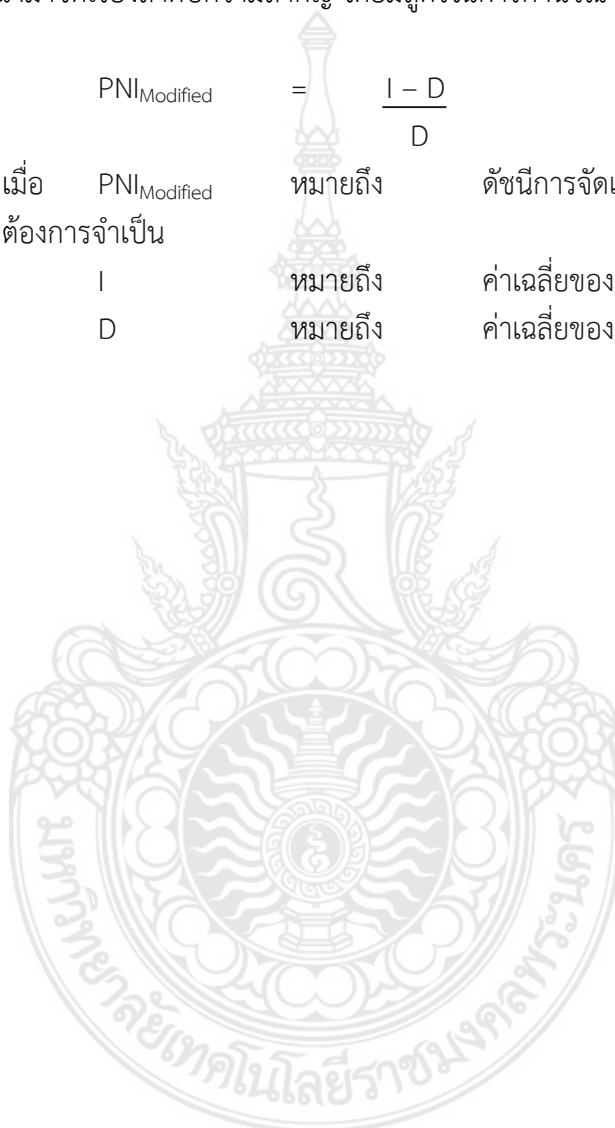 PNIModified = I – D
D
เมื่อ PNIModified หมายถึง ดัชนีการจัด
ต้องการจำเป็น
I หมายถึง ค่าเฉลี่ยของ
D หมายถึง ค่าเฉลี่ยของ
มหาวิทยาลัยเทคโนโลยีราชมงคลพระนคร